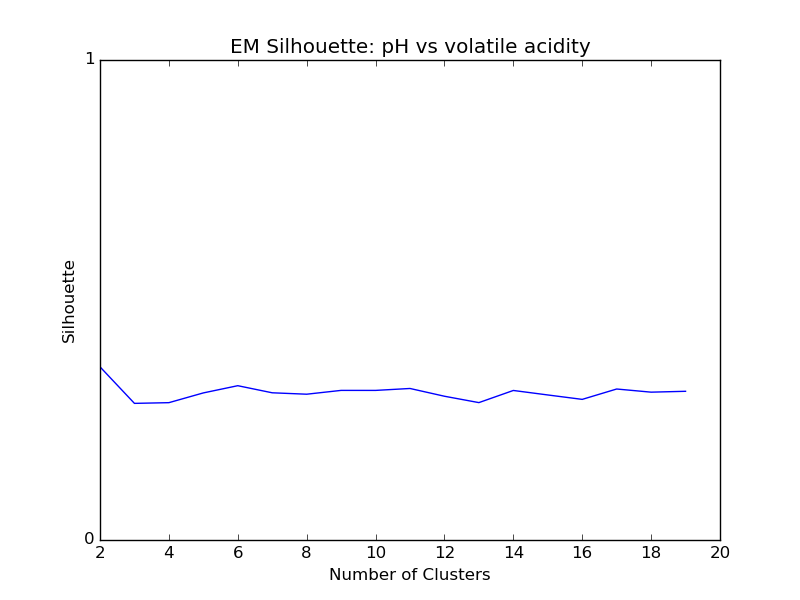 EM Silhouette: pH vs volatile acidity
1
Silhouette
0
2 4 6 8 10 12 14 16 18 20
Number of Clusters